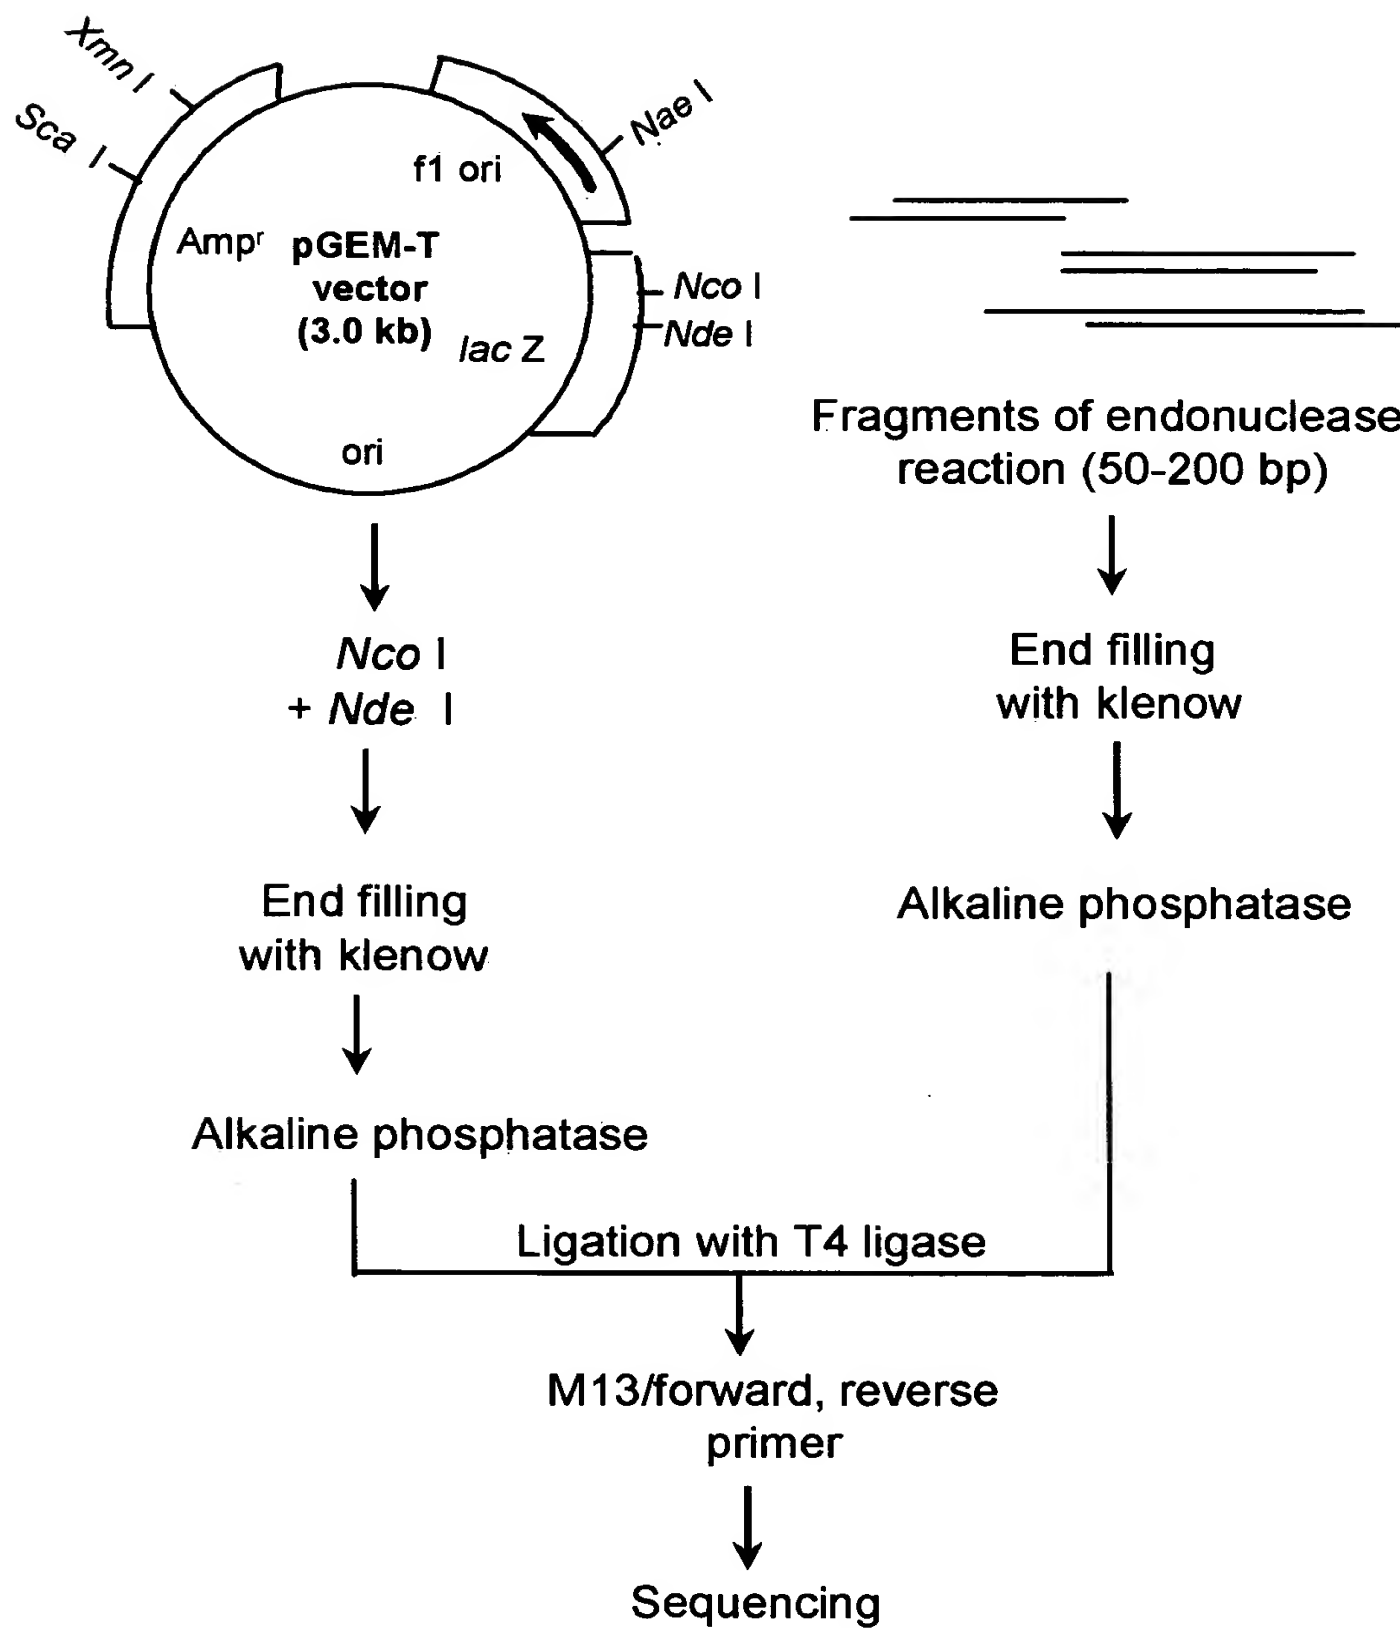 Xmn I
Sca I
Nae I
f1 ori
Ampʳ
pGEM-T
vector
(3.0 kb)
Nco I
Nde I
lac Z
ori
Fragments of endonuclease
reaction (50-200 bp)
Nco I
+ Nde I
End filling
with klenow
End filling
with klenow
Alkaline phosphatase
Alkaline phosphatase
Ligation with T4 ligase
M13/forward, reverse
primer
Sequencing